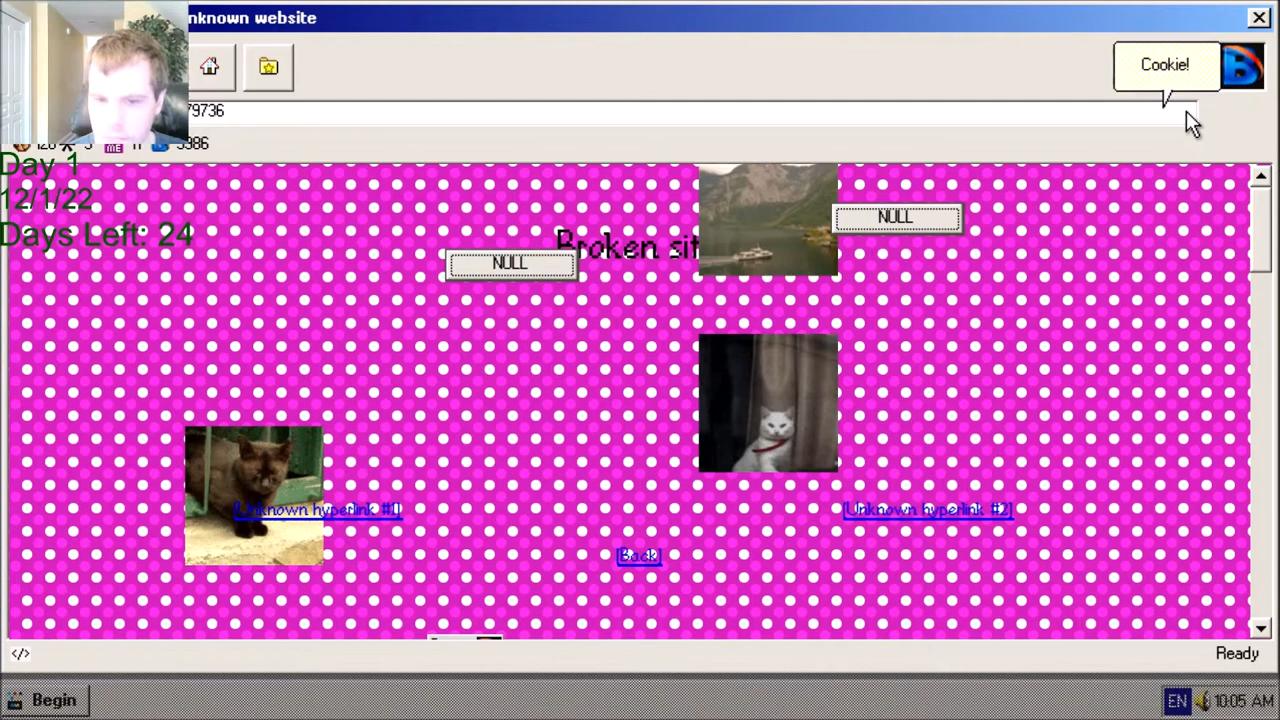 nknown website
Cookie!
79736
Day 1
12/1/22
Days Left: 24
NULL
Broken sit
NULL
[Unknown hyperlink #1]
[Unknown hyperlink #2]
[Back]
</> Ready
Begin
EN 10:05 AM